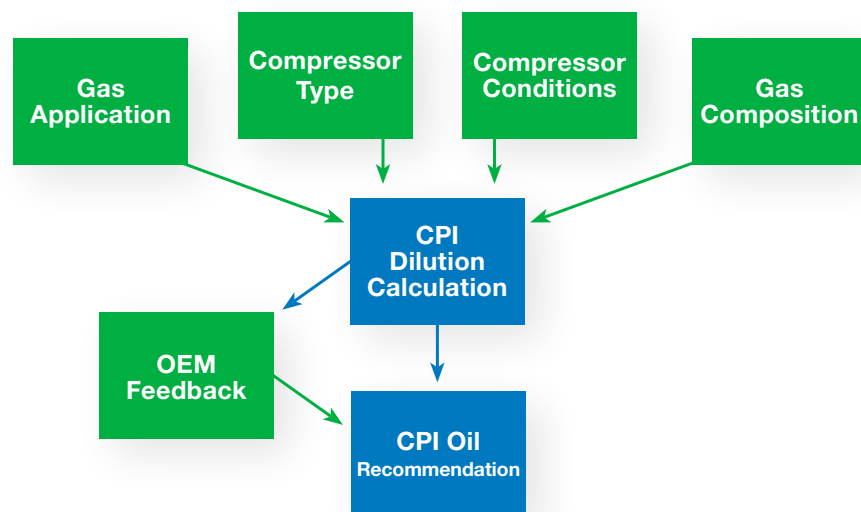 Gas
Application
Compressor
Type
Compressor
Conditions
Gas
Composition
CPI
Dilution
Calculation
OEM
Feedback
CPI Oil
Recommendation